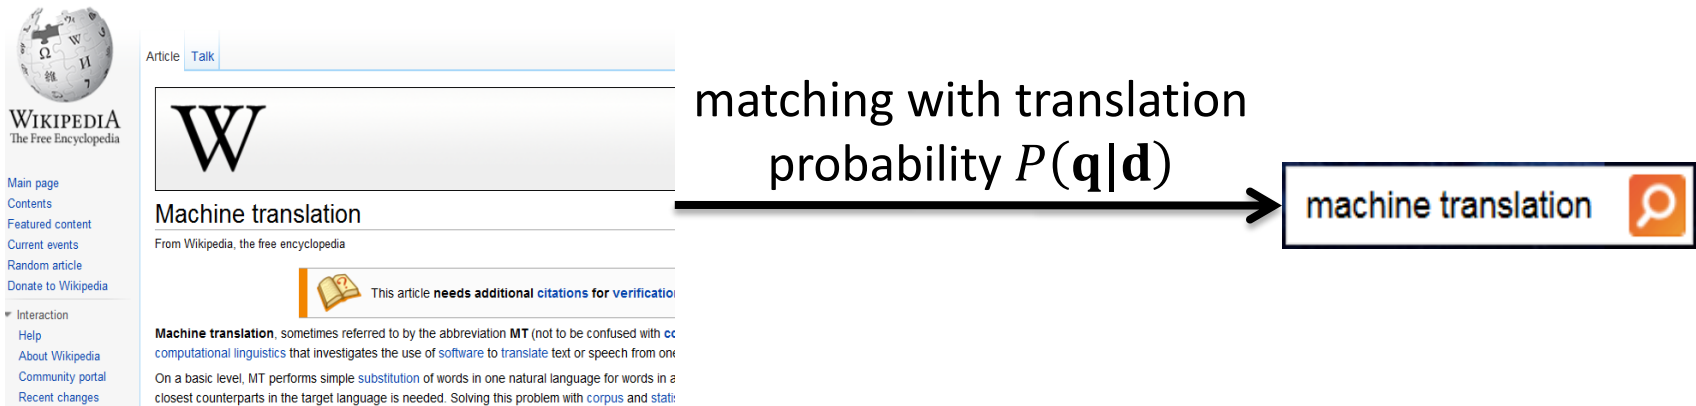 WIKIPEDIA
The Free Encyclopedia
Main page
Contents
Featured content
Current events
Random article
Donate to Wikipedia
Interaction
Help
About Wikipedia
Community portal
Recent changes
Article Talk
W
Machine translation
From Wikipedia, the free encyclopedia
This article needs additional citations for verificatio
Machine translation, sometimes referred to by the abbreviation MT (not to be confused with co
computational linguistics that investigates the use of software to translate text or speech from one
On a basic level, MT performs simple substitution of words in one natural language for words in a
closest counterparts in the target language is needed. Solving this problem with corpus and statis
matching with translation
probability P(q|d)
machine translation